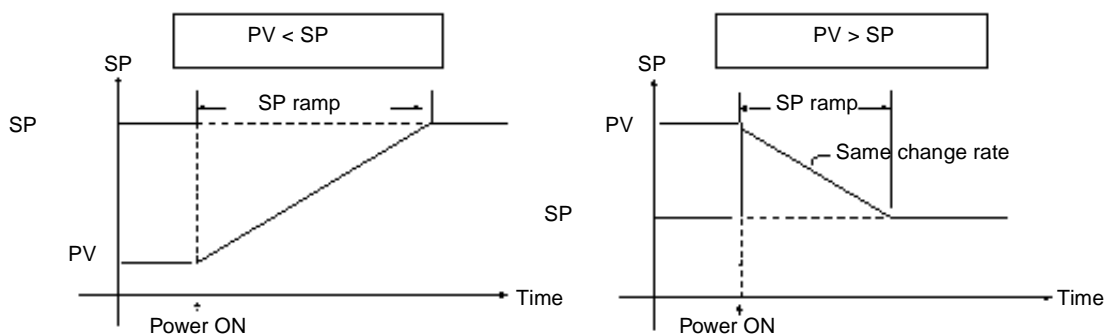 PV < SP
SP
SP ramp
SP
PV
Time
Power ON
PV > SP
SP
SP ramp
PV
Same change rate
SP
Time
Power ON